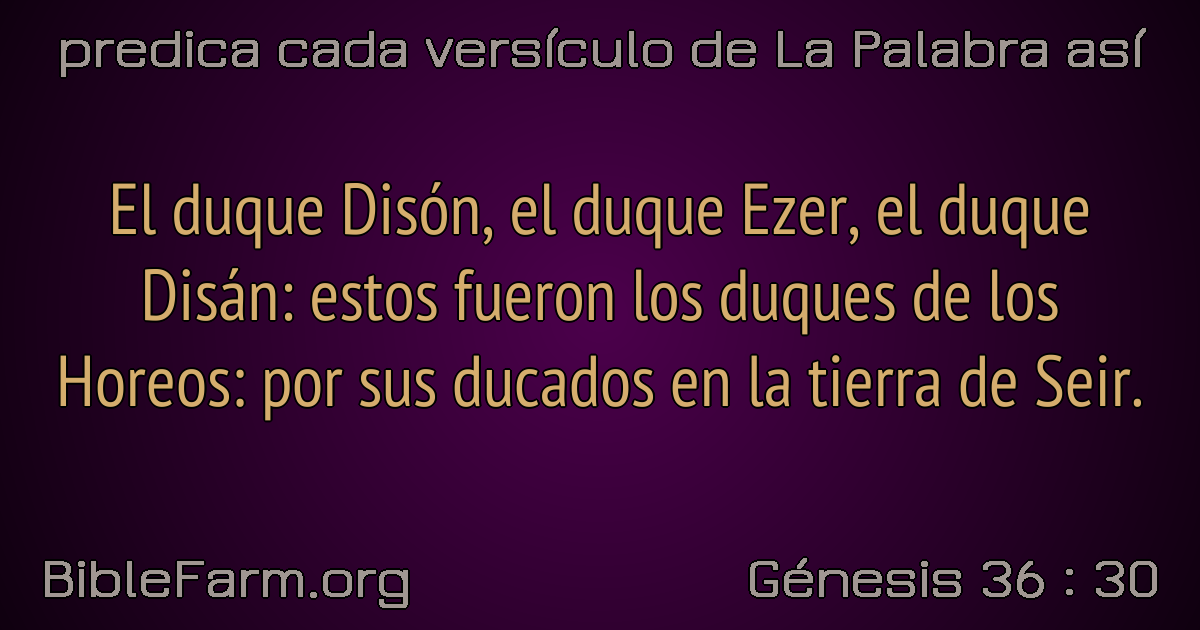 predica cada versículo de La Palabra así
El duque Disón, el duque Ezer, el duque
Disán: estos fueron los duques de los
Horeos: por sus ducados en la tierra de Seir.
BibleFarm.org
Génesis 36 : 30